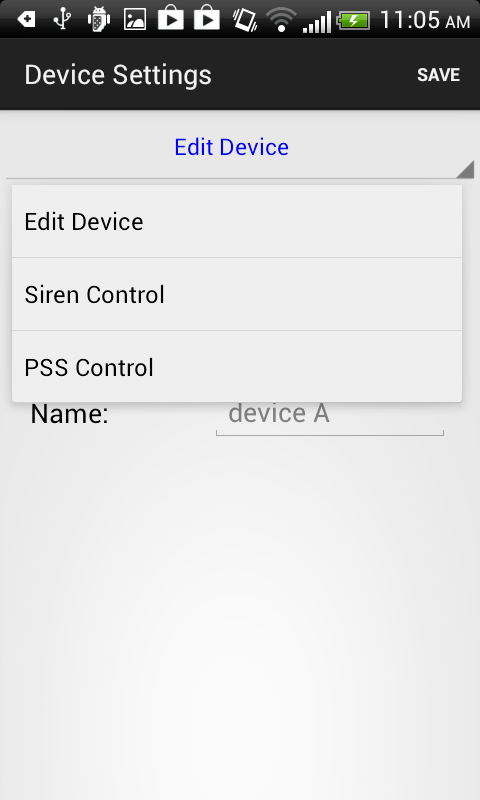 11:05 AM
Device Settings SAVE
Edit Device
Edit Device
Siren Control
PSS Control
Name: device A